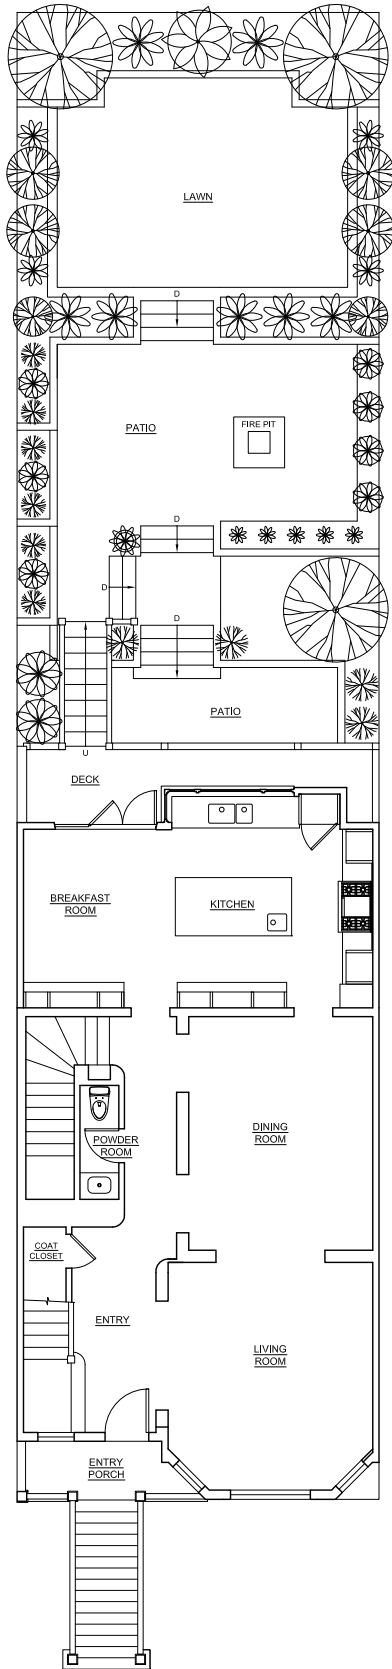 LAWN
D
PATIO
FIRE PIT
D
D
D
PATIO
U
DECK
BREAKFAST
ROOM
KITCHEN
DINING
ROOM
POWDER
ROOM
COAT
CLOSET
ENTRY
LIVING
ROOM
ENTRY
PORCH